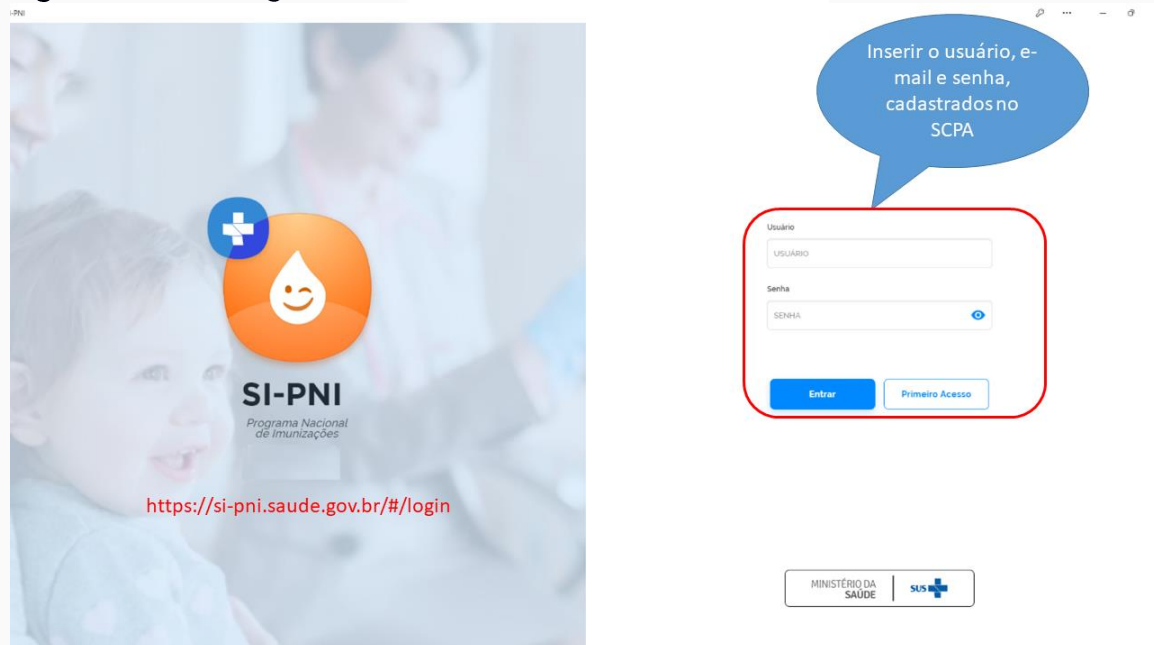 SI-PNI
Inserir o usuário, e-
mail e senha,
cadastrados no
SCPA
Usuário
USUÁRIO
Senha
SENHA
Entrar
Primeiro Acesso
SI-PNI
Programa Nacional
de Imunizações
https://si-pni.saude.gov.br/#/login
MINISTÉRIO DA
SAÚDE
SUS